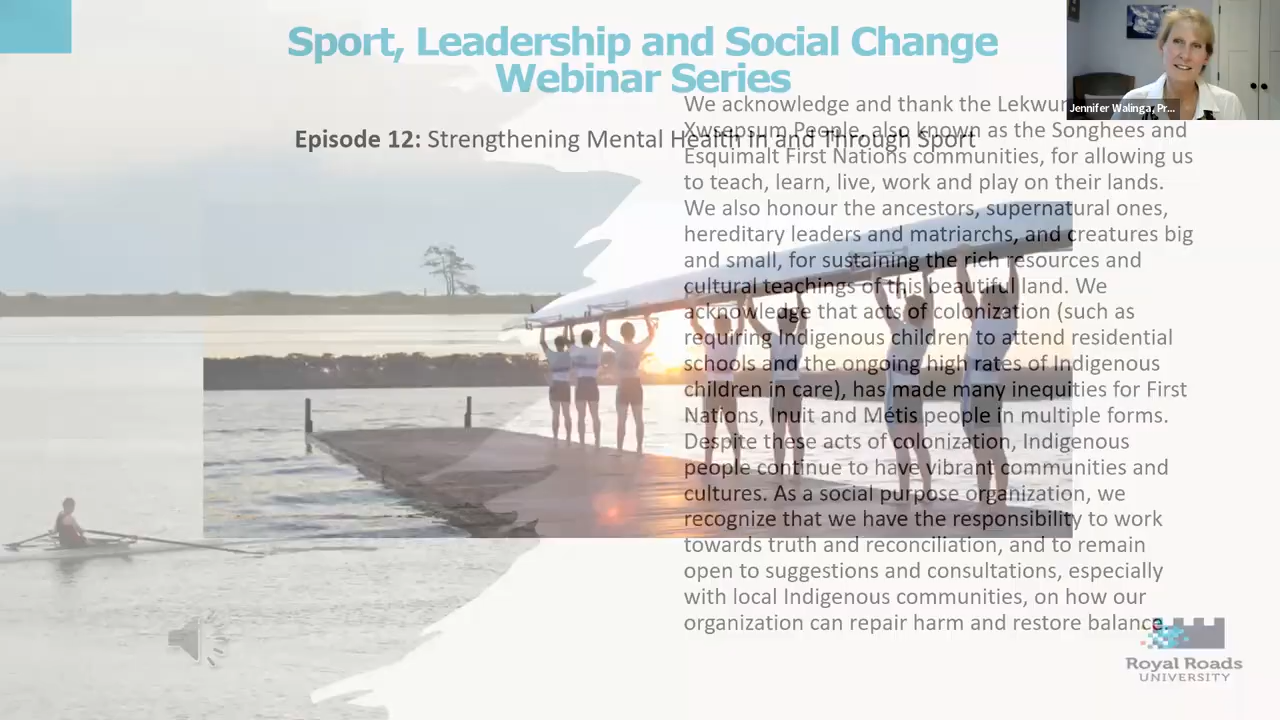 Sport, Leadership and Social Change
Webinar Series
Episode 12: Strengthening Mental Health in and Through Sport
Jennifer Walinga, Pr...
We acknowledge and thank the
Xwsepsum People, also known as the Songhees and
Esquimalt First Nations communities, for allowing us
to teach, learn, live, work and play on their lands.
We also honour the ancestors, supernatural ones,
hereditary leaders and matriarchs, and creatures big
and small, for sustaining the rich resources and
cultural teachings of this beautiful land. We
acknowledge that acts of colonization (such as
requiring Indigenous children to attend residential
schools and the ongoing high rates of Indigenous
children in care), has made many inequities for First
Nations, Inuit and Métis people in multiple forms.
Despite these acts of colonization, Indigenous
people continue to have vibrant communities and
cultures. As a social purpose organization, we
recognize that we have the responsibility to work
towards truth and reconciliation, and to remain
open to suggestions and consultations, especially
with local Indigenous communities, on how our
organization can repair harm and restore balance.
Royal Roads
UNIVERSITY